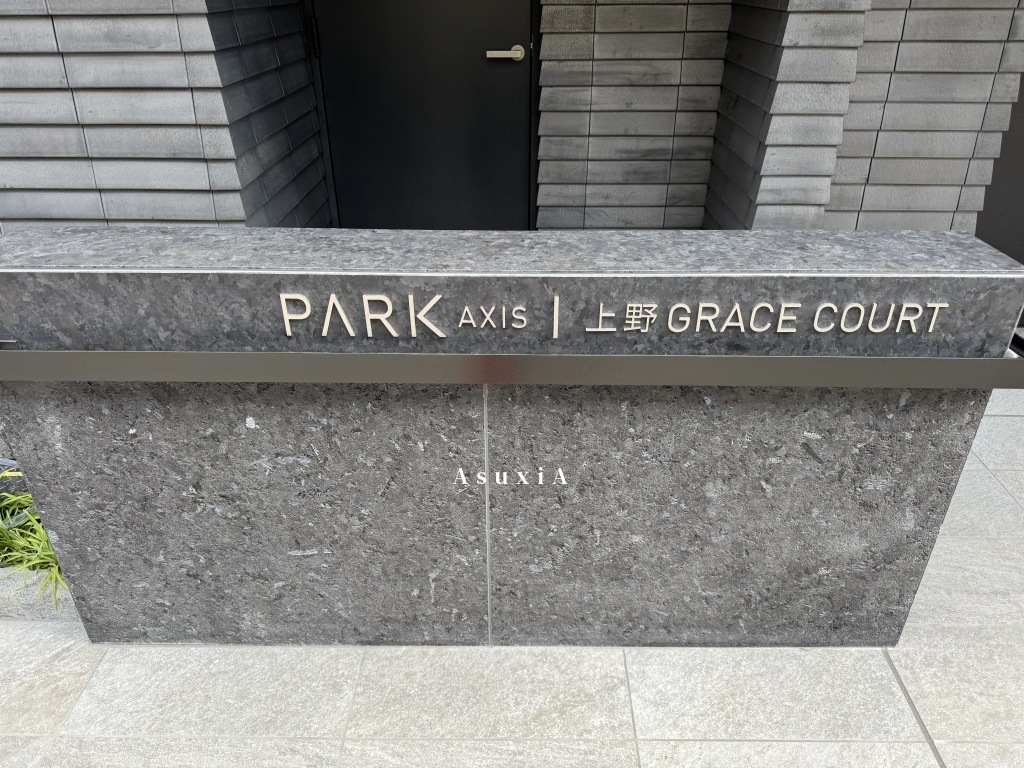 PARK AXIS | 上野 GRACE COURT
AsuxiA